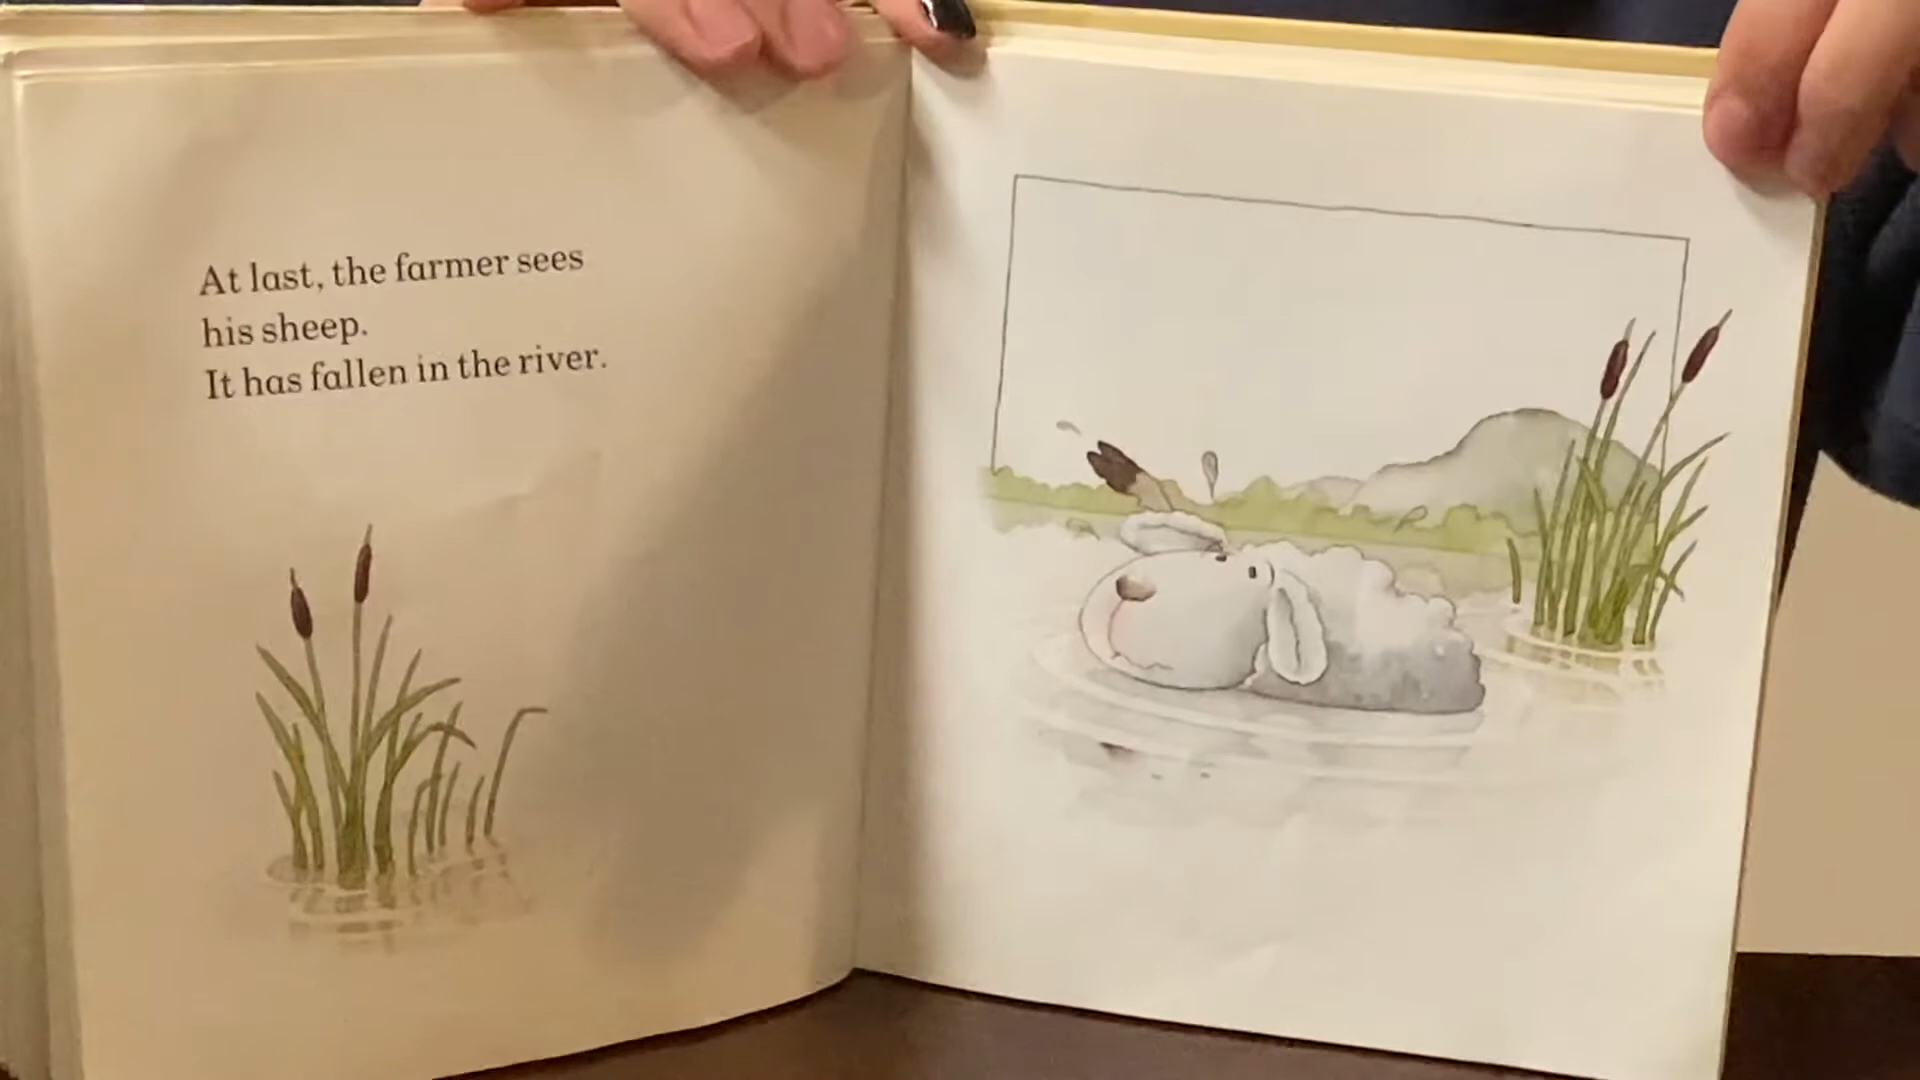 At last, the farmer sees
his sheep.
It has fallen in the river.